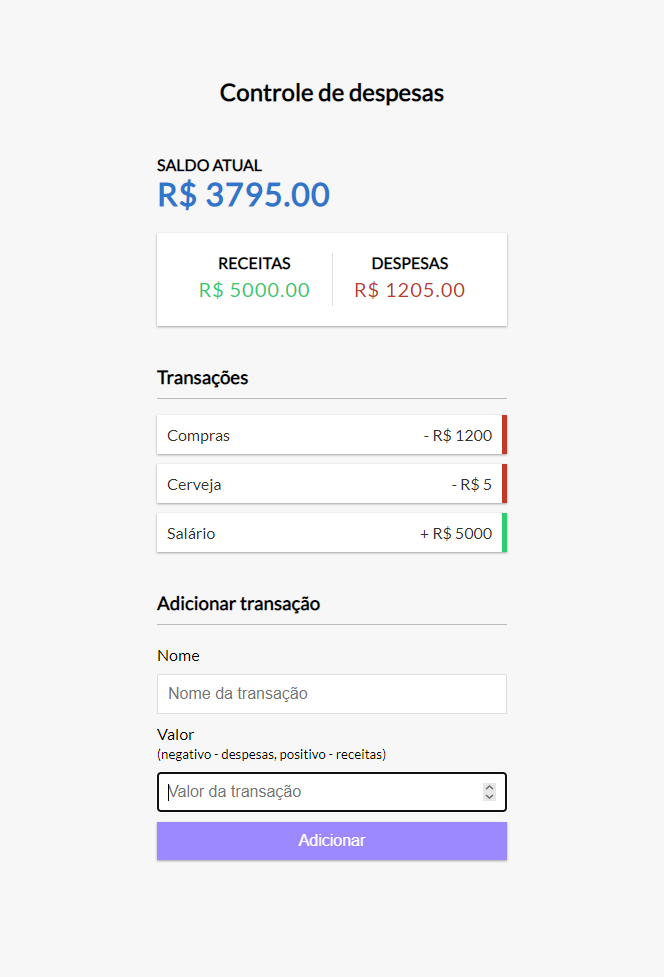 Controle de despesas
SALDO ATUAL
R$ 3795.00
RECEITAS DESPESAS
R$ 5000.00 R$ 1205.00
Transações
Compras - R$ 1200
Cerveja - R$ 5
Salário + R$ 5000
Adicionar transação
Nome
Nome da transação
Valor
(negativo - despesas, positivo - receitas)
Valor da transação
Adicionar